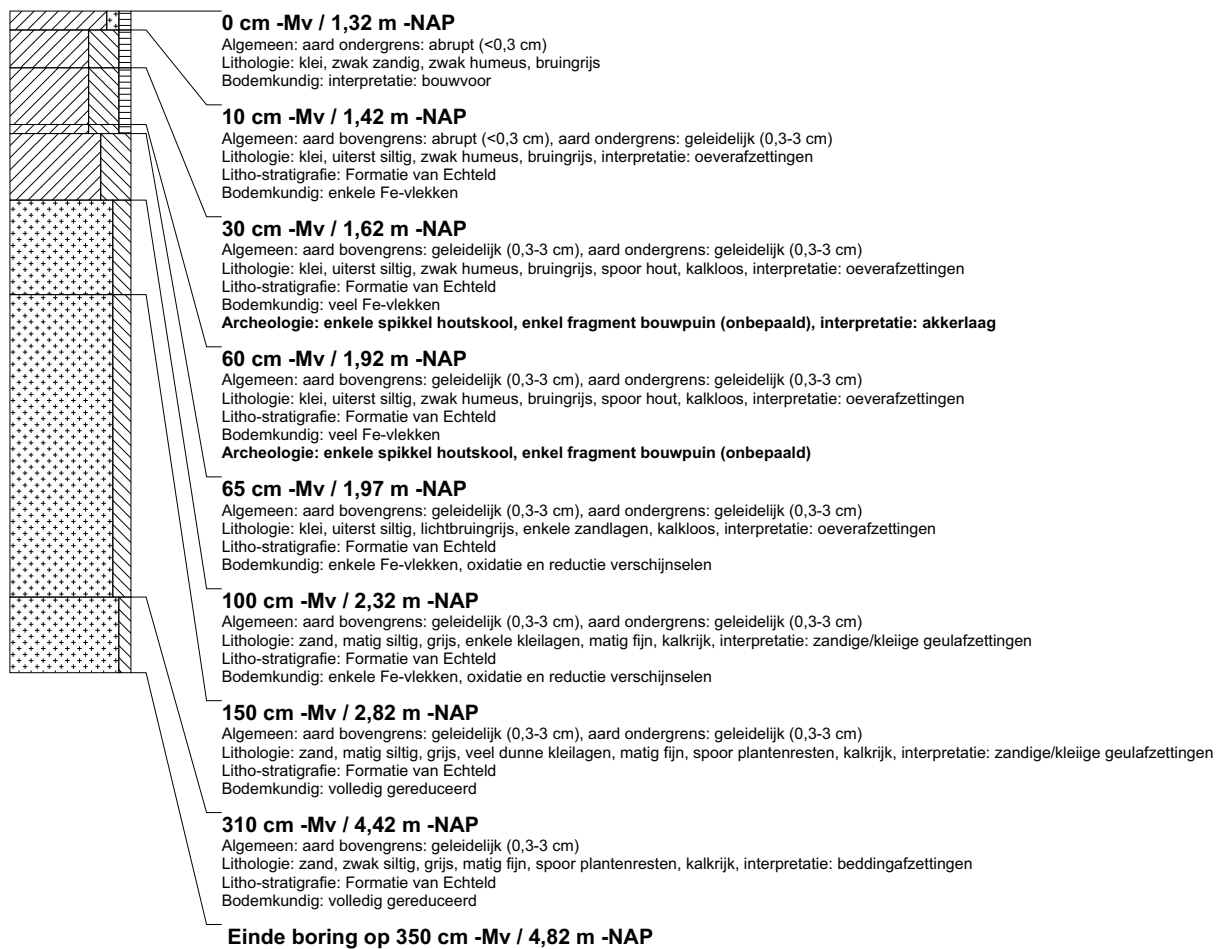 0 cm -Mv / 1,32 m -NAP
Algemeen: aard ondergrens: abrupt (<0,3 cm)
Lithologie: klei, zwak zandig, zwak humeus, bruingrijs
Bodemkundig: interpretatie: bouwvoor
10 cm -Mv / 1,42 m -NAP
Algemeen: aard bovengrens: abrupt (<0,3 cm), aard ondergrens: geleidelijk (0,3-3 cm)
Lithologie: klei, uiterst siltig, zwak humeus, bruingrijs, interpretatie: oeverafzettingen
Litho-stratigrafie: Formatie van Echteld
Bodemkundig: enkele Fe-vlekken
30 cm -Mv / 1,62 m -NAP
Algemeen: aard bovengrens: geleidelijk (0,3-3 cm), aard ondergrens: geleidelijk (0,3-3 cm)
Lithologie: klei, uiterst siltig, zwak humeus, bruingrijs, spoor hout, kalkloos, interpretatie: oeverafzettingen
Litho-stratigrafie: Formatie van Echteld
Bodemkundig: veel Fe-vlekken
Archeologie: enkele spikkel houtskool, enkel fragment bouwpuin (onbepaald), interpretatie: akkerlaag
60 cm -Mv / 1,92 m -NAP
Algemeen: aard bovengrens: geleidelijk (0,3-3 cm), aard ondergrens: geleidelijk (0,3-3 cm)
Lithologie: klei, uiterst siltig, zwak humeus, bruingrijs, spoor hout, kalkloos, interpretatie: oeverafzettingen
Litho-stratigrafie: Formatie van Echteld
Bodemkundig: veel Fe-vlekken
Archeologie: enkele spikkel houtskool, enkel fragment bouwpuin (onbepaald)
65 cm -Mv / 1,97 m -NAP
Algemeen: aard bovengrens: geleidelijk (0,3-3 cm), aard ondergrens: geleidelijk (0,3-3 cm)
Lithologie: klei, uiterst siltig, lichtbruingrijs, enkele zandlagen, kalkloos, interpretatie: oeverafzettingen
Litho-stratigrafie: Formatie van Echteld
Bodemkundig: enkele Fe-vlekken, oxidatie en reductie verschijnselen
100 cm -Mv / 2,32 m -NAP
Algemeen: aard bovengrens: geleidelijk (0,3-3 cm), aard ondergrens: geleidelijk (0,3-3 cm)
Lithologie: zand, matig siltig, grijs, enkele kleilagen, matig fijn, kalkrijk, interpretatie: zandige/kleiige geulafzettingen
Litho-stratigrafie: Formatie van Echteld
Bodemkundig: enkele Fe-vlekken, oxidatie en reductie verschijnselen
150 cm -Mv / 2,82 m -NAP
Algemeen: aard bovengrens: geleidelijk (0,3-3 cm), aard ondergrens: geleidelijk (0,3-3 cm)
Lithologie: zand, matig siltig, grijs, veel dunne kleilagen, matig fijn, spoor plantenresten, kalkrijk, interpretatie: zandige/kleiige geulafzettingen
Litho-stratigrafie: Formatie van Echteld
Bodemkundig: volledig gereduceerd
310 cm -Mv / 4,42 m -NAP
Algemeen: aard bovengrens: geleidelijk (0,3-3 cm)
Lithologie: zand, zwak siltig, grijs, matig fijn, spoor plantenresten, kalkrijk, interpretatie: beddingafzettingen
Litho-stratigrafie: Formatie van Echteld
Bodemkundig: volledig gereduceerd
Einde boring op 350 cm -Mv / 4,82 m -NAP